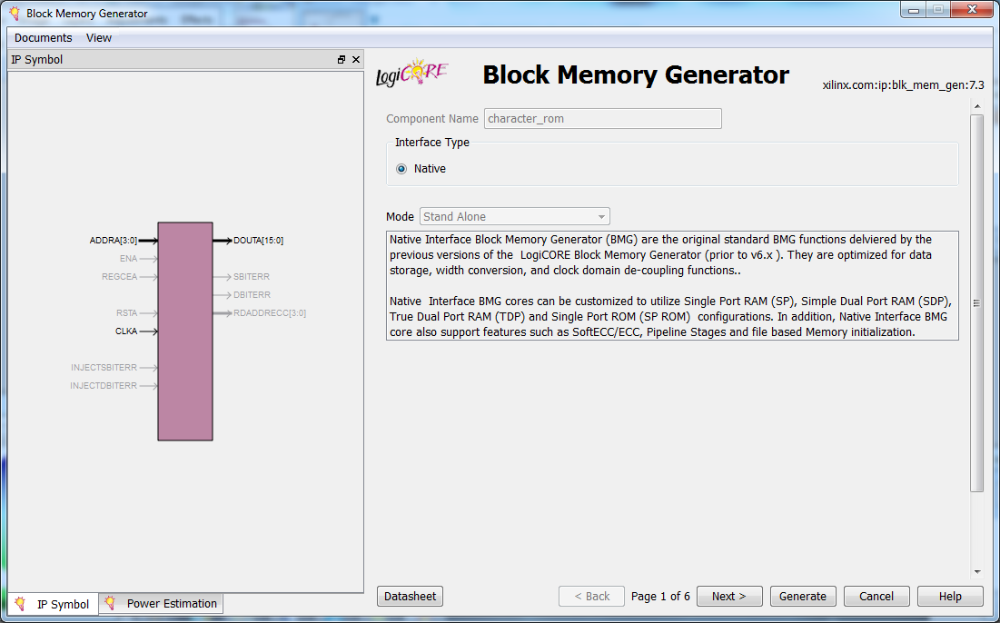 Block Memory Generator
Documents View
IP Symbol
LogiCORE
Block Memory Generator
xilinx.com:ip:blk_mem_gen:7.3
Component Name character_rom
Interface Type
Native
Mode Stand Alone
Native Interface Block Memory Generator (BMG) are the original standard BMG functions delviered by the
previous versions of the LogiCORE Block Memory Generator (prior to v6.x ). They are optimized for data
storage, width conversion, and clock domain de-coupling functions..
Native Interface BMG cores can be customized to utilize Single Port RAM (SP), Simple Dual Port RAM (SDP),
True Dual Port RAM (TDP) and Single Port ROM (SP ROM) configurations. In addition, Native Interface BMG
core also support features such as SoftECC/ECC, Pipeline Stages and file based Memory initialization.
ADDRA[3:0] DOUTA[15:0]
ENA
REGCEA SBITERR
DBITERR
RSTA RDADDRECC[3:0]
CLKA
INJECTSBITERR
INJECTDBITERR
IP Symbol Power Estimation
Datasheet < Back Page 1 of 6 Next > Generate Cancel Help